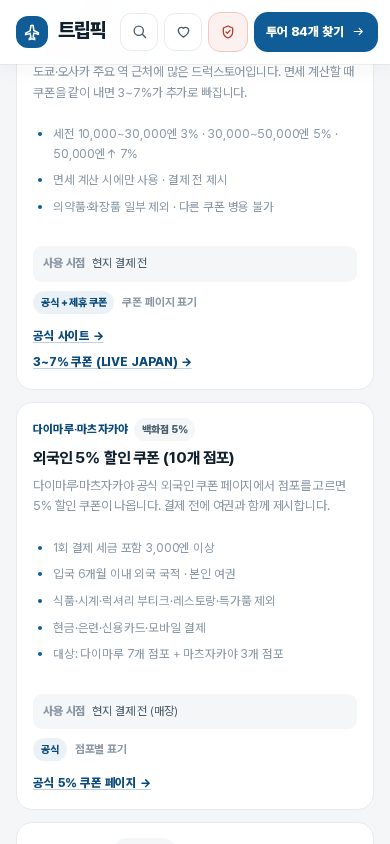 트립픽
투어 84개 찾기 →
도쿄·오사카 주요 역 근처에 많은 드럭스토어입니다. 면세 계산할 때
쿠폰을 같이 내면 3~7%가 추가로 빠집니다.
세전 10,000~30,000엔 3% · 30,000~50,000엔 5% ·
50,000엔↑ 7%
면세 계산 시에만 사용 · 결제 전 제시
의약품·화장품 일부 제외 · 다른 쿠폰 병용 불가
사용 시점 현지 결제 전
공식 + 제휴 쿠폰 쿠폰 페이지 표기
공식 사이트 →
3~7% 쿠폰 (LIVE JAPAN) →
다이마루·마츠자카야 백화점 5%
외국인 5% 할인 쿠폰 (10개 점포)
다이마루·마츠자카야 공식 외국인 쿠폰 페이지에서 점포를 고르면
5% 할인 쿠폰이 나옵니다. 결제 전에 여권과 함께 제시합니다.
1회 결제 세금 포함 3,000엔 이상
입국 6개월 이내 외국 국적 · 본인 여권
식품·시계·럭셔리 부티크·레스토랑·특가품 제외
현금·은련·신용카드·모바일 결제
대상: 다이마루 7개 점포 + 마츠자카야 3개 점포
사용 시점 현지 결제 전 (매장)
공식 점포별 표기
공식 5% 쿠폰 페이지 →